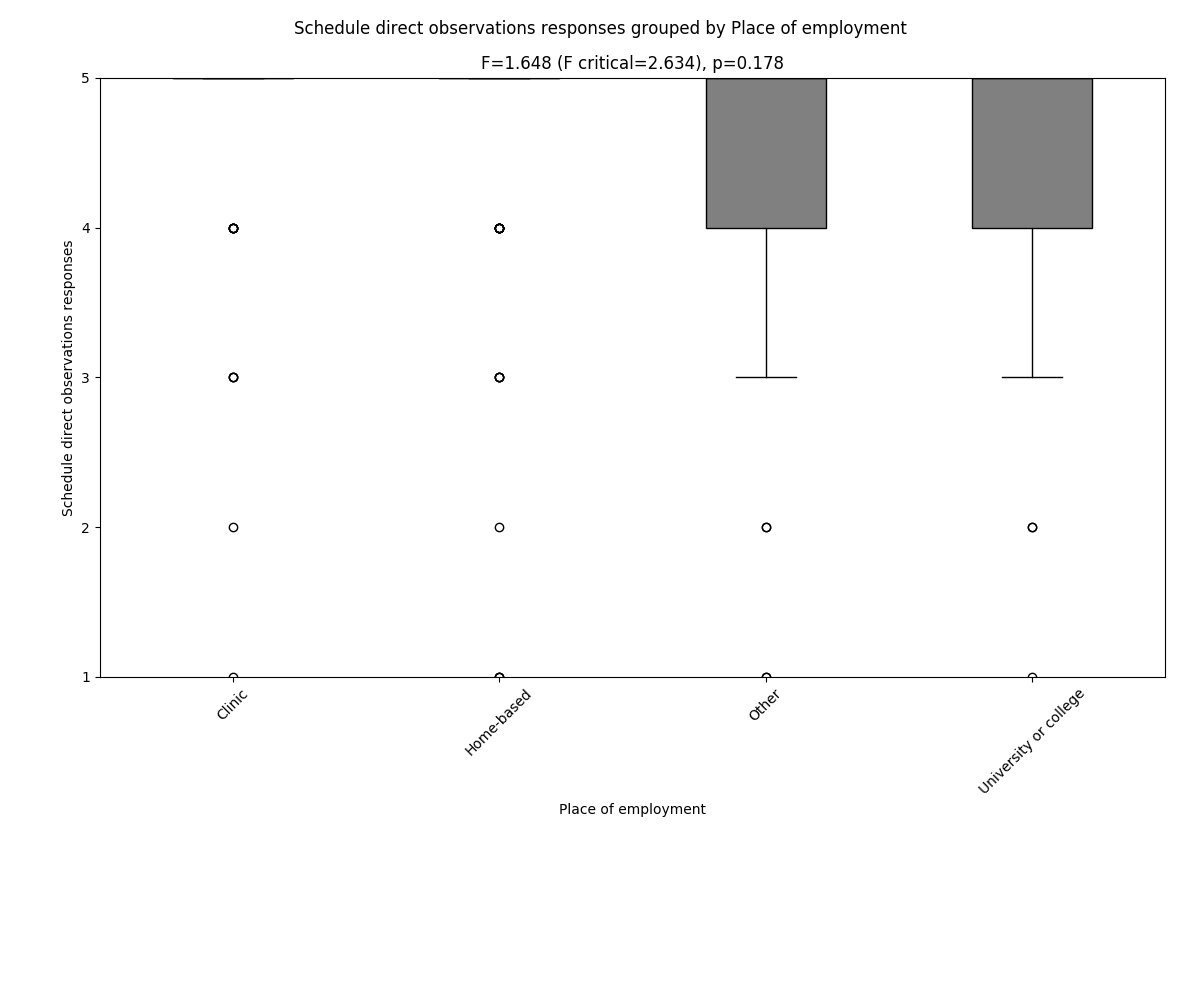 Schedule direct observations responses grouped by Place of employment
F=1.648 (F critical=2.634), p=0.178
5
4
3
2
1
Schedule direct observations responses
Clinic
Home-based
Other
University or college
Place of employment